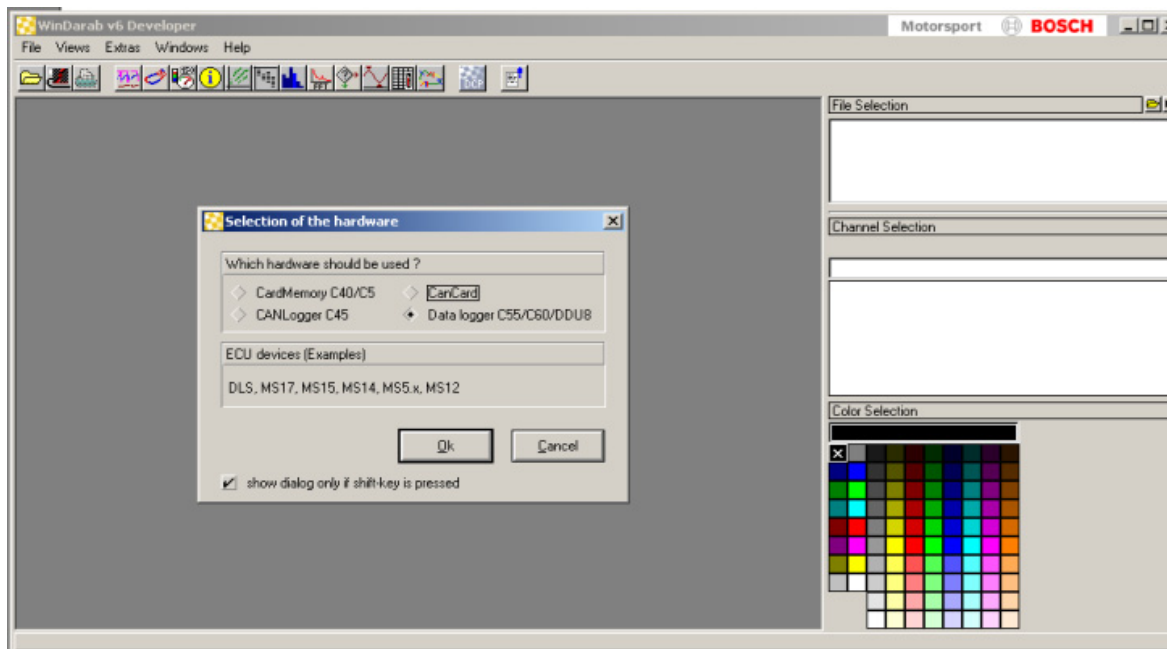 WinDarab v6 Developer
Motorsport BOSCH
File Views Extras Windows Help
File Selection
Selection of the hardware
Channel Selection
Which hardware should be used ?
CardMemory C40/C5 CanCard
CANLogger C45 Data logger C55/C60/DDU8
ECU devices (Examples)
DLS, MS17, MS15, MS14, MS5.x, MS12
Color Selection
Ok Cancel
show dialog only if shift-key is pressed